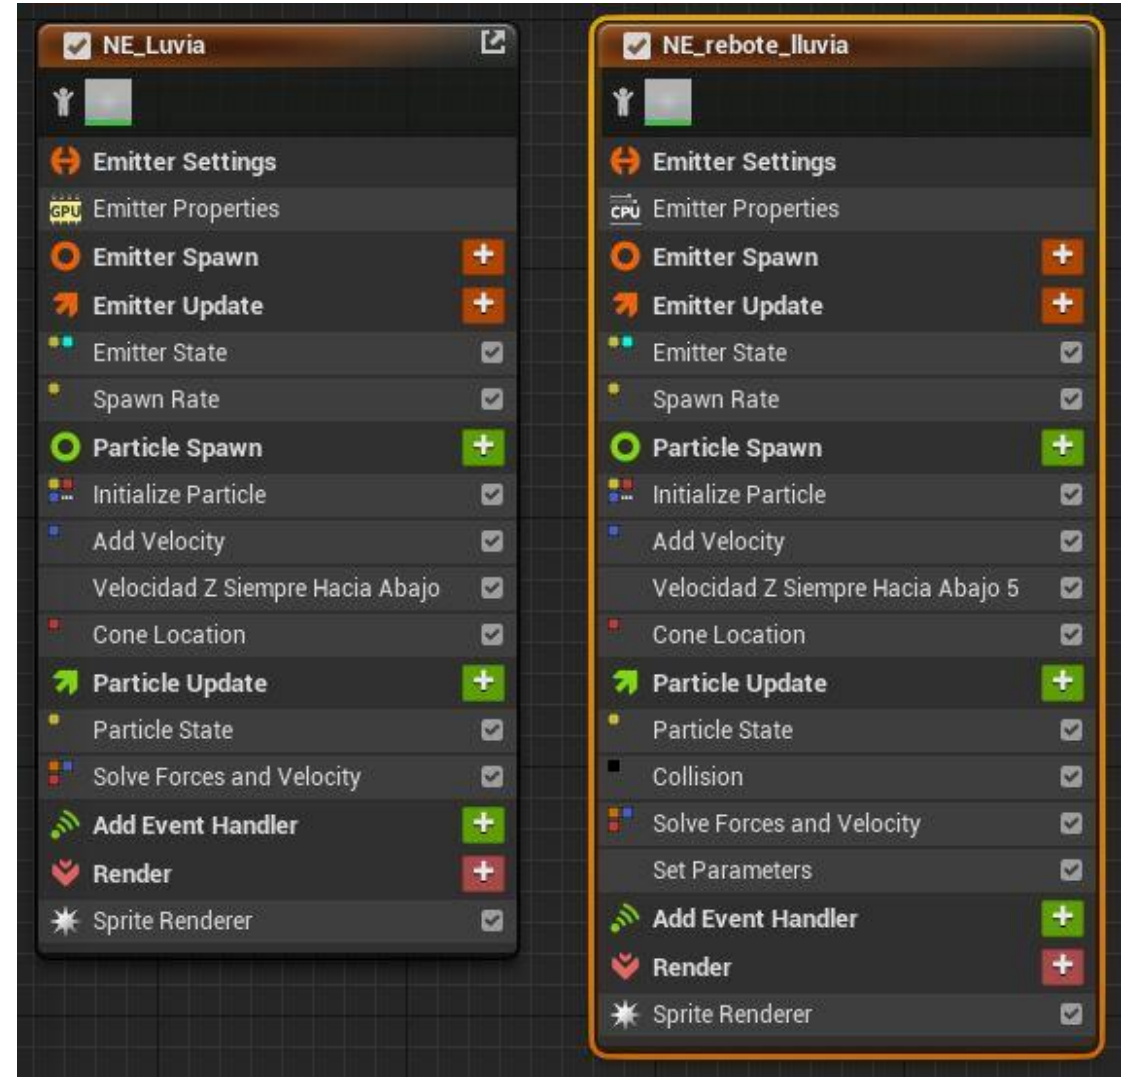 NE_Luvia
Emitter Settings
GPU Emitter Properties
Emitter Spawn
Emitter Update
Emitter State
Spawn Rate
Particle Spawn
Initialize Particle
Add Velocity
Velocidad Z Siempre Hacia Abajo
Cone Location
Particle Update
Particle State
Solve Forces and Velocity
Add Event Handler
Render
Sprite Renderer
NE_rebote_lluvia
Emitter Settings
CPU Emitter Properties
Emitter Spawn
Emitter Update
Emitter State
Spawn Rate
Particle Spawn
Initialize Particle
Add Velocity
Velocidad Z Siempre Hacia Abajo 5
Cone Location
Particle Update
Particle State
Collision
Solve Forces and Velocity
Set Parameters
Add Event Handler
Render
Sprite Renderer